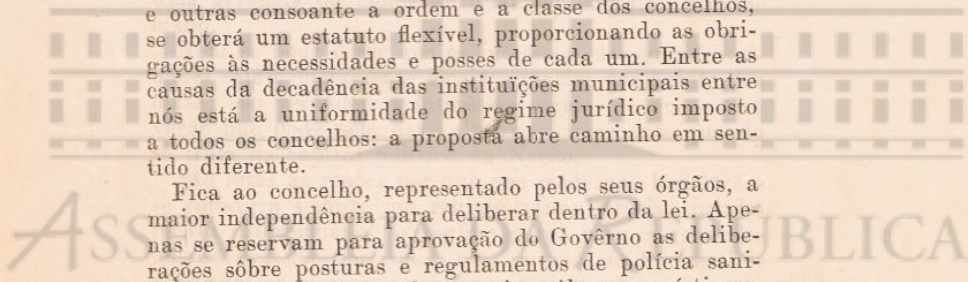 e outras consoante a ordem e a classe dos concelhos,
se obterá um estatuto flexível, proporcionando as obri-
gações às necessidades e posses de cada um. Entre as
causas da decadência das instituïções municipais entre
nós está a uniformidade do regime jurídico imposto
a todos os concelhos: a proposta abre caminho em sen-
tido diferente.
Fica ao concelho, representado pelos seus órgãos, a
maior independência para deliberar dentro da lei. Ape-
nas se reservam para aprovação do Govêrno as delibe-
rações sôbre posturas e regulamentos de polícia sani-
ASSEMBLEIA DA REPÚBLICA